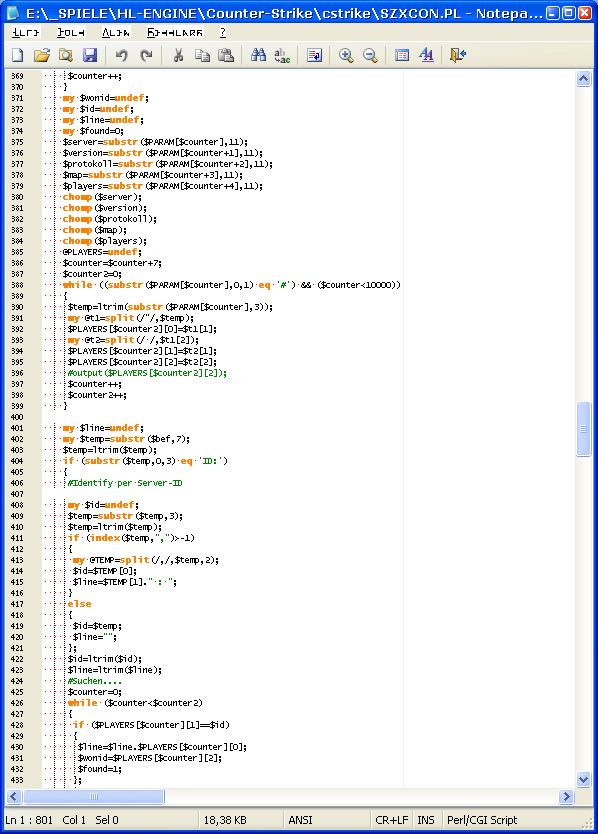 E:\_SPIELE\HL-ENGINE\Counter-Strike\cstrike\SZXCON.PL - Notepa...
369 $counter++;
370 }
371 my $wonid=undef;
372 my $id=undef;
373 my $line=undef;
374 my $found=0;
375 $server=substr($PARAM[$counter],11);
376 $version=substr($PARAM[$counter+1],11);
377 $protokoll=substr($PARAM[$counter+2],11);
378 $map=substr($PARAM[$counter+3],11);
379 $players=substr($PARAM[$counter+4],11);
380 chomp($server);
381 chomp($version);
382 chomp($protokoll);
383 chomp($map);
384 chomp($players);
385 @PLAYERS=undef;
386 $counter=$counter+7;
387 $counter2=0;
388 while ((substr($PARAM[$counter],0,1) eq '#') && ($counter<10000))
389 {
390 $temp=ltrim(substr($PARAM[$counter],3));
391 my @t1=split(/"/,$temp);
392 $PLAYERS[$counter2][0]=$t1[1];
393 my @t2=split(/ /,$t1[2]);
394 $PLAYERS[$counter2][1]=$t2[1];
395 $PLAYERS[$counter2][2]=$t2[2];
396 #output($PLAYERS[$counter2][2]);
397 $counter++;
398 $counter2++;
399 }
400
401 my $line=undef;
402 my $temp=substr($bef,7);
403 $temp=ltrim($temp);
404 if (substr($temp,0,3) eq 'ID:')
405 {
406 #Identify per Server-ID
407
408 my $id=undef;
409 $temp=substr($temp,3);
410 $temp=ltrim($temp);
411 if (index($temp,",")>-1)
412 {
413 my @TEMP=split(/,/,$temp,2);
414 $id=$TEMP[0];
415 $line=$TEMP[1]." : ";
416 }
417 else
418 {
419 $id=$temp;
420 $line="";
421 };
422 $id=ltrim($id);
423 $line=ltrim($line);
424 #Suchen....
425 $counter=0;
426 while ($counter<$counter2)
427 {
428 if ($PLAYERS[$counter][1]==$id)
429 {
430 $line=$line.$PLAYERS[$counter][0];
431 $wonid=$PLAYERS[$counter][2];
432 $found=1;
433 };
Ln 1 : 801 Col 1 Sel 0 18,38 KB ANSI CR+LF INS Perl/CGI Script